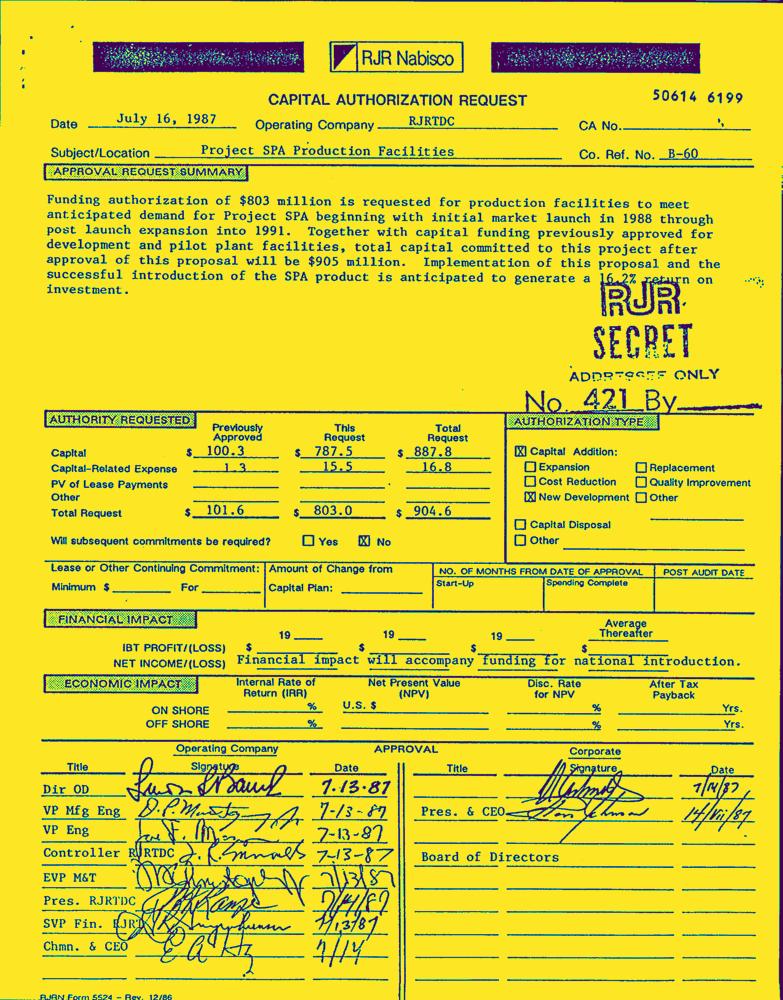 RJR Nabisco
CAPITAL AUTHORIZATION REQUEST
50614 6199
Date July 16, 1987 Operating Company RJRTDC CA No.
Subject/Location Project SPA Production Facilities Co. Ref. No. B-60
APPROVAL REQUEST SUMMARY
Funding authorization of $803 million is requested for production facilities to meet
anticipated demand for Project SPA beginning with initial market launch in 1988 through
post launch expansion into 1991. Together with capital funding previously approved for
development and pilot plant facilities, total capital committed to this project after
approval of this proposal will be $905 million. Implementation of this proposal and the
successful introduction of the SPA product is anticipated to generate a 16.2% return on
investment.
RJR
SECRET
ADDRESSEE ONLY
No. 421 By
AUTHORITY REQUESTED
Previously Approved This Request Total Request
Capital $ 100.3 $ 787.5 $ 887.8
Capital-Related Expense 1.3 15.5 16.8
PV of Lease Payments
Other
Total Request $ 101.6 $ 803.0 $ 904.6
Will subsequent commitments be required? ☐ Yes ☒ No
AUTHORIZATION TYPE
☒ Capital Addition:
☐ Expansion ☐ Replacement
☐ Cost Reduction ☐ Quality Improvement
☒ New Development ☐ Other
☐ Capital Disposal
☐ Other
Lease or Other Continuing Commitment: Amount of Change from NO. OF MONTHS FROM DATE OF APPROVAL POST AUDIT DATE
Minimum $ For Capital Plan: Start-Up Spending Complete
FINANCIAL IMPACT
19 19 19 Average Thereafter
IBT PROFIT/(LOSS) $ $ $ $
NET INCOME/(LOSS) Financial impact will accompany funding for national introduction.
ECONOMIC IMPACT Internal Rate of Return (IRR) Net Present Value (NPV) Disc. Rate for NPV After Tax Payback
ON SHORE % U.S. $ % Yrs.
OFF SHORE % % Yrs.
APPROVAL
Operating Company Corporate
Title Signature Date Title Signature Date
Dir OD 7-13-87 7/14/87
VP Mfg Eng 7-13-87 Pres. & CEO 14/VII/87
VP Eng 7-13-87
Controller RJRTDC 7-13-87 Board of Directors
EVP M&T 7/13/87
Pres. RJRTDC 7/14/87
SVP Fin. RJRT 7/13/87
Chmn. & CEO 7/14
RJRN Form 5524 - Rev. 12/86